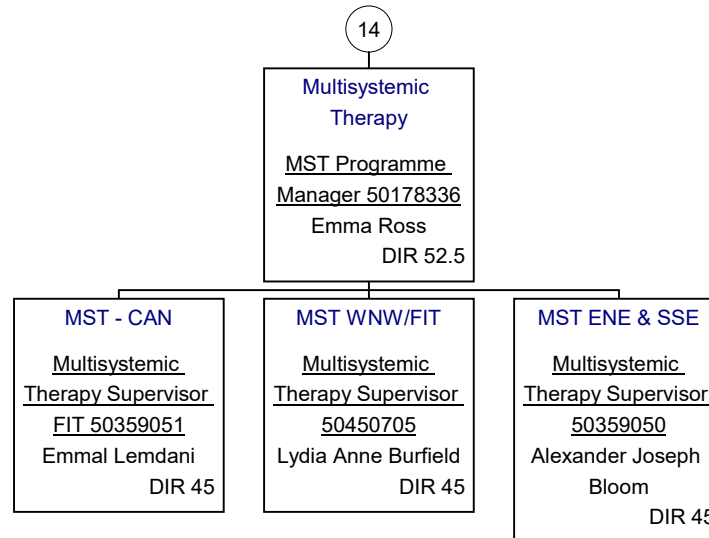 14
Multisystemic
Therapy
MST Programme
Manager 50178336
Emma Ross
DIR 52.5
MST - CAN
Multisystemic
Therapy Supervisor
FIT 50359051
Emmal Lemdani
DIR 45
MST WNW/FIT
Multisystemic
Therapy Supervisor
50450705
Lydia Anne Burfield
DIR 45
MST ENE & SSE
Multisystemic
Therapy Supervisor
50359050
Alexander Joseph
Bloom
DIR 45